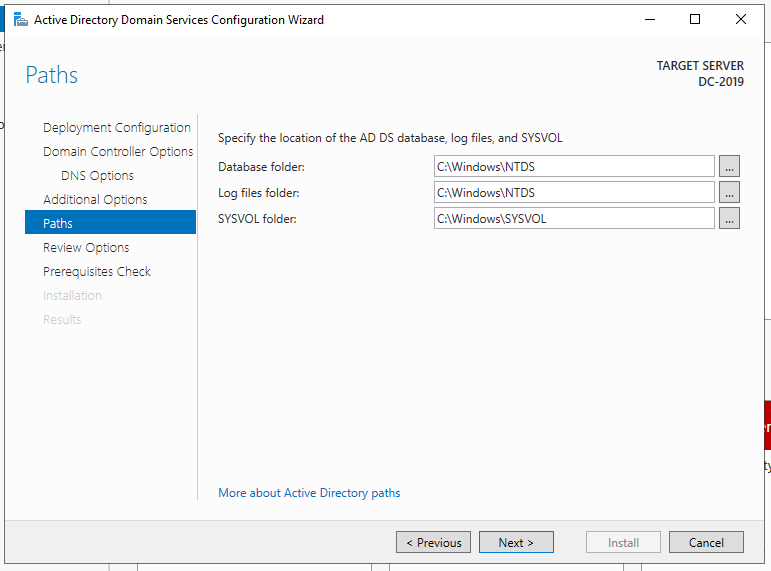 Active Directory Domain Services Configuration Wizard
Paths
TARGET SERVER
DC-2019
Deployment Configuration
Domain Controller Options
DNS Options
Additional Options
Paths
Review Options
Prerequisites Check
Installation
Results
Specify the location of the AD DS database, log files, and SYSVOL
Database folder: C:\Windows\NTDS ...
Log files folder: C:\Windows\NTDS ...
SYSVOL folder: C:\Windows\SYSVOL ...
More about Active Directory paths
< Previous Next > Install Cancel